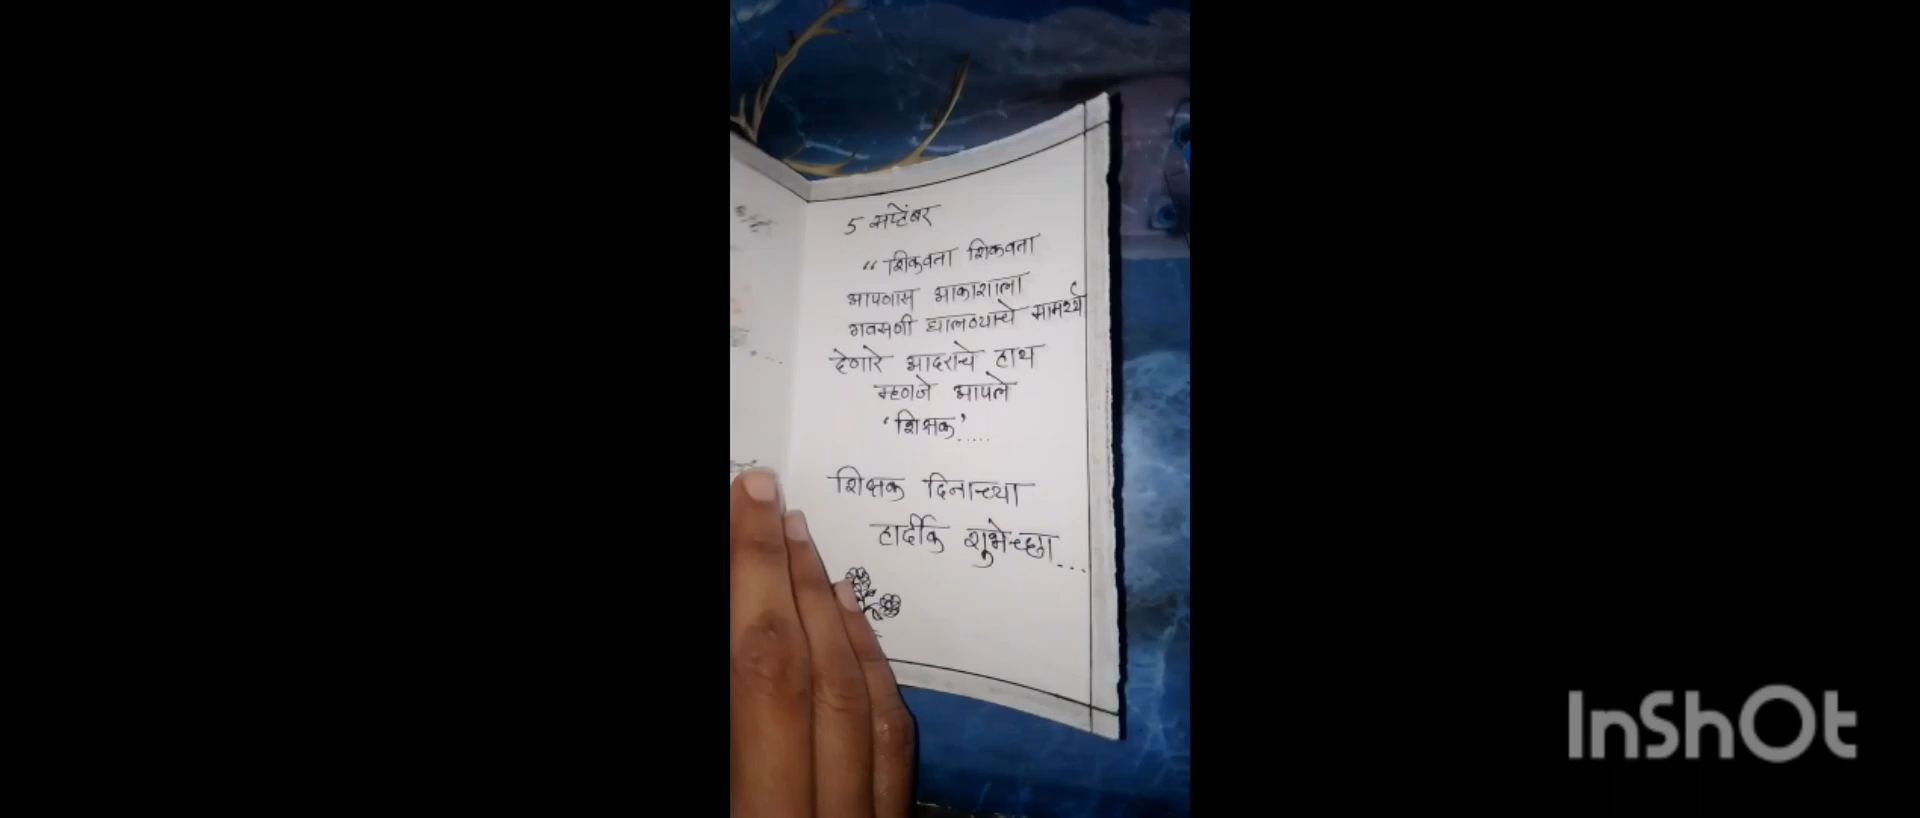 5 सप्टेंबर
“शिकवता शिकवता
आपणास आकाशाला
गवसणी घालण्याचे सामर्थ्य
देणारे आदराचे हाथ
म्हणजे आपले
‘शिक्षक’.....
शिक्षक दिनाच्या
हार्दीक शुभेच्छा...
InShOt